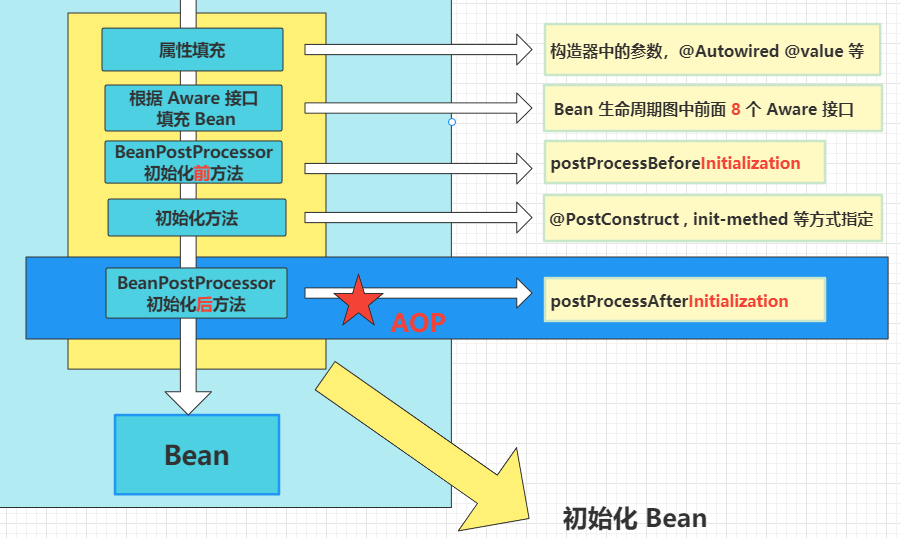 属性填充
构造器中的参数，@Autowired @value 等
根据 Aware 接口
填充 Bean
Bean 生命周期图中前面 8 个 Aware 接口
BeanPostProcessor
初始化前方法
postProcessBeforeInitialization
初始化方法
@PostConstruct , init-methed 等方式指定
BeanPostProcessor
初始化后方法
AOP
postProcessAfterInitialization
Bean
初始化 Bean